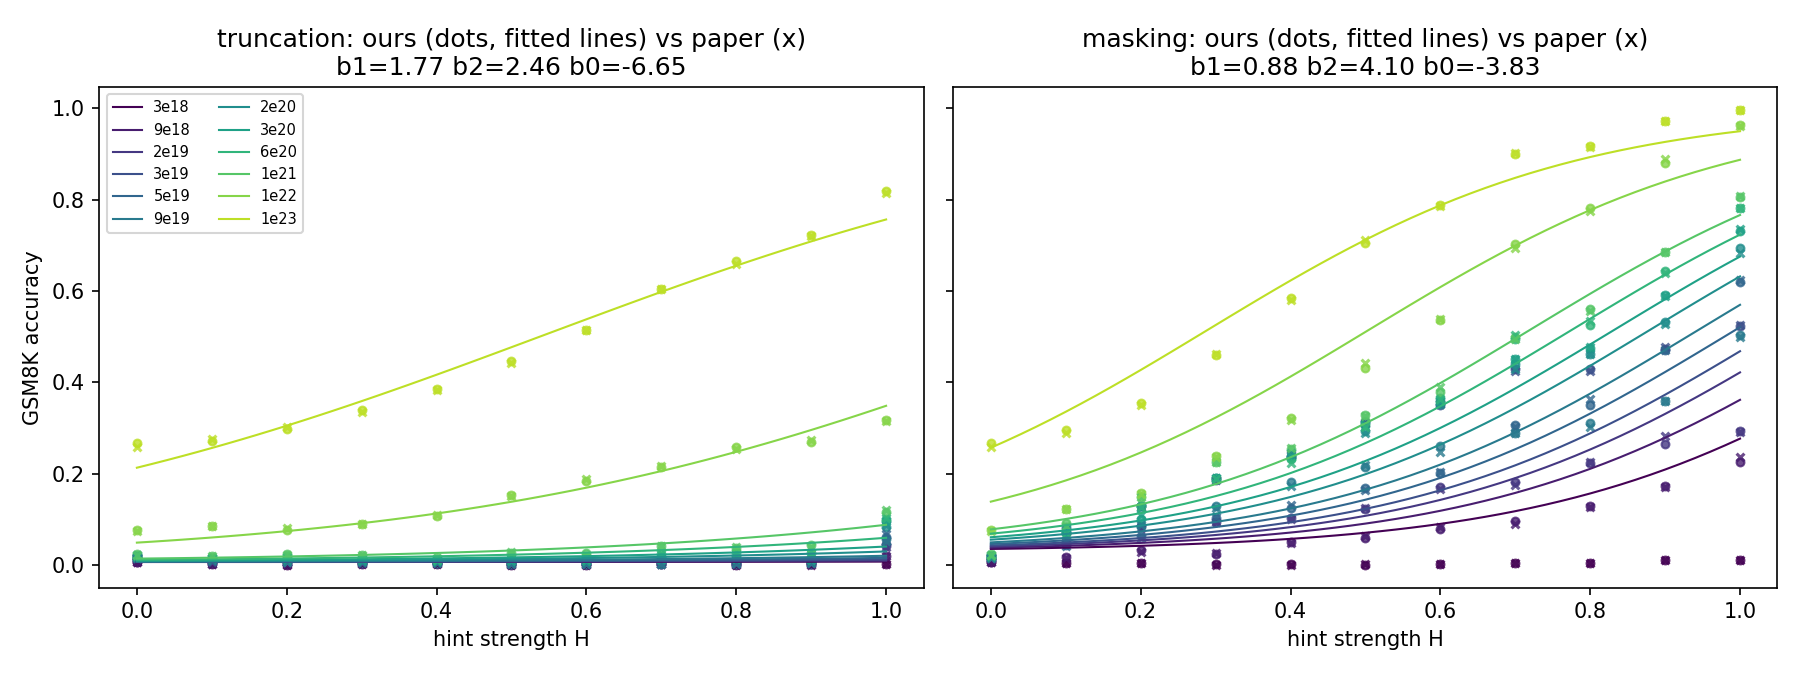 truncation: ours (dots, fitted lines) vs paper (x)
b1=1.77 b2=2.46 b0=-6.65
masking: ours (dots, fitted lines) vs paper (x)
b1=0.88 b2=4.10 b0=-3.83
GSM8K accuracy
1.0
0.8
0.6
0.4
0.2
0.0
3e18
9e18
2e19
3e19
5e19
9e19
2e20
3e20
6e20
1e21
1e22
1e23
0.0 0.2 0.4 0.6 0.8 1.0
hint strength H
0.0 0.2 0.4 0.6 0.8 1.0
hint strength H